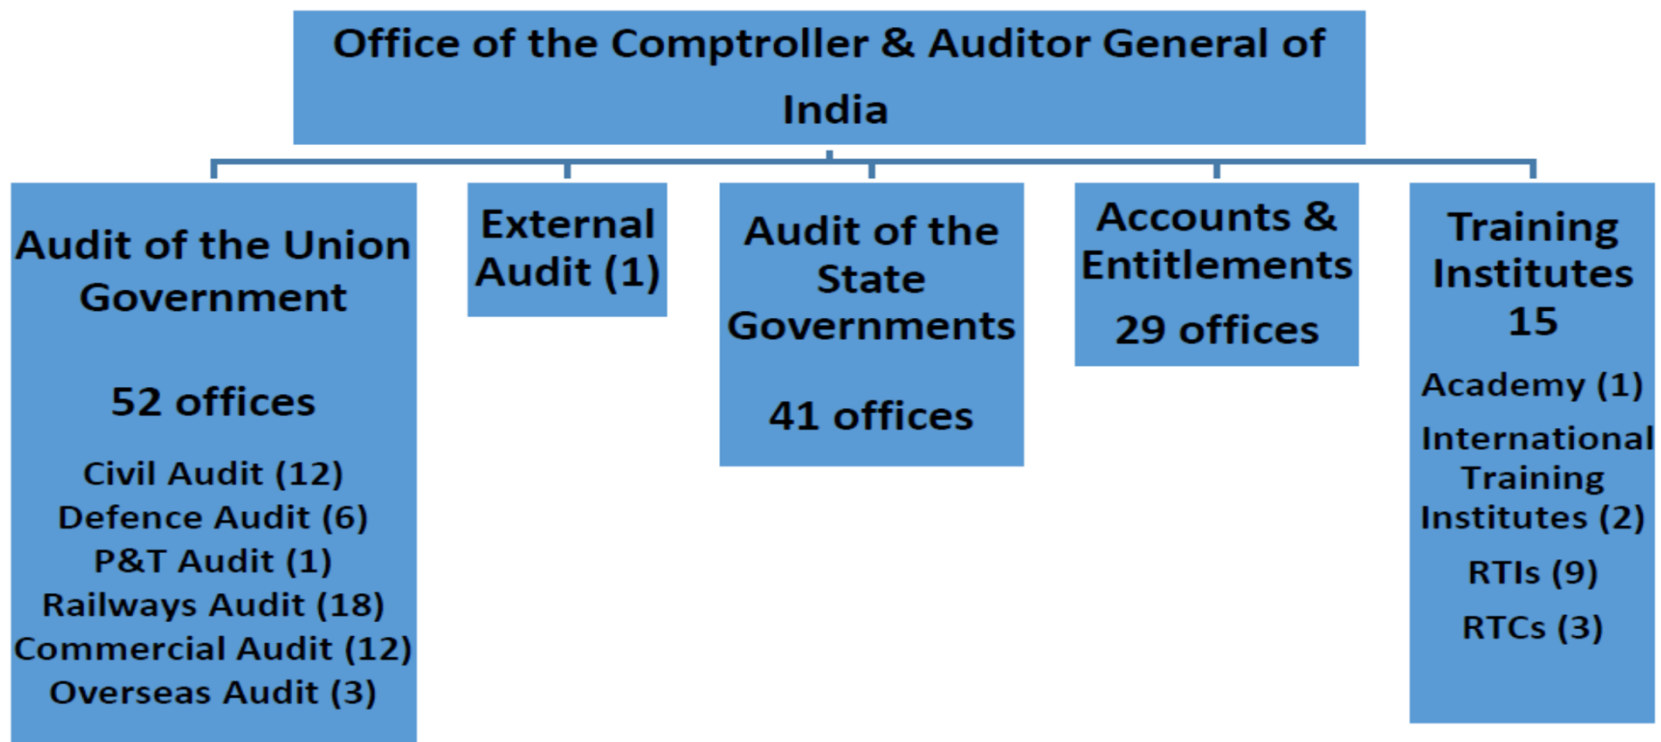 Office of the Comptroller & Auditor General of
India
Audit of the Union
Government
52 offices
Civil Audit (12)
Defence Audit (6)
P&T Audit (1)
Railways Audit (18)
Commercial Audit (12)
Overseas Audit (3)
External
Audit (1)
Audit of the
State
Governments
41 offices
Accounts &
Entitlements
29 offices
Training
Institutes
15
Academy (1)
International
Training
Institutes (2)
RTIs (9)
RTCs (3)